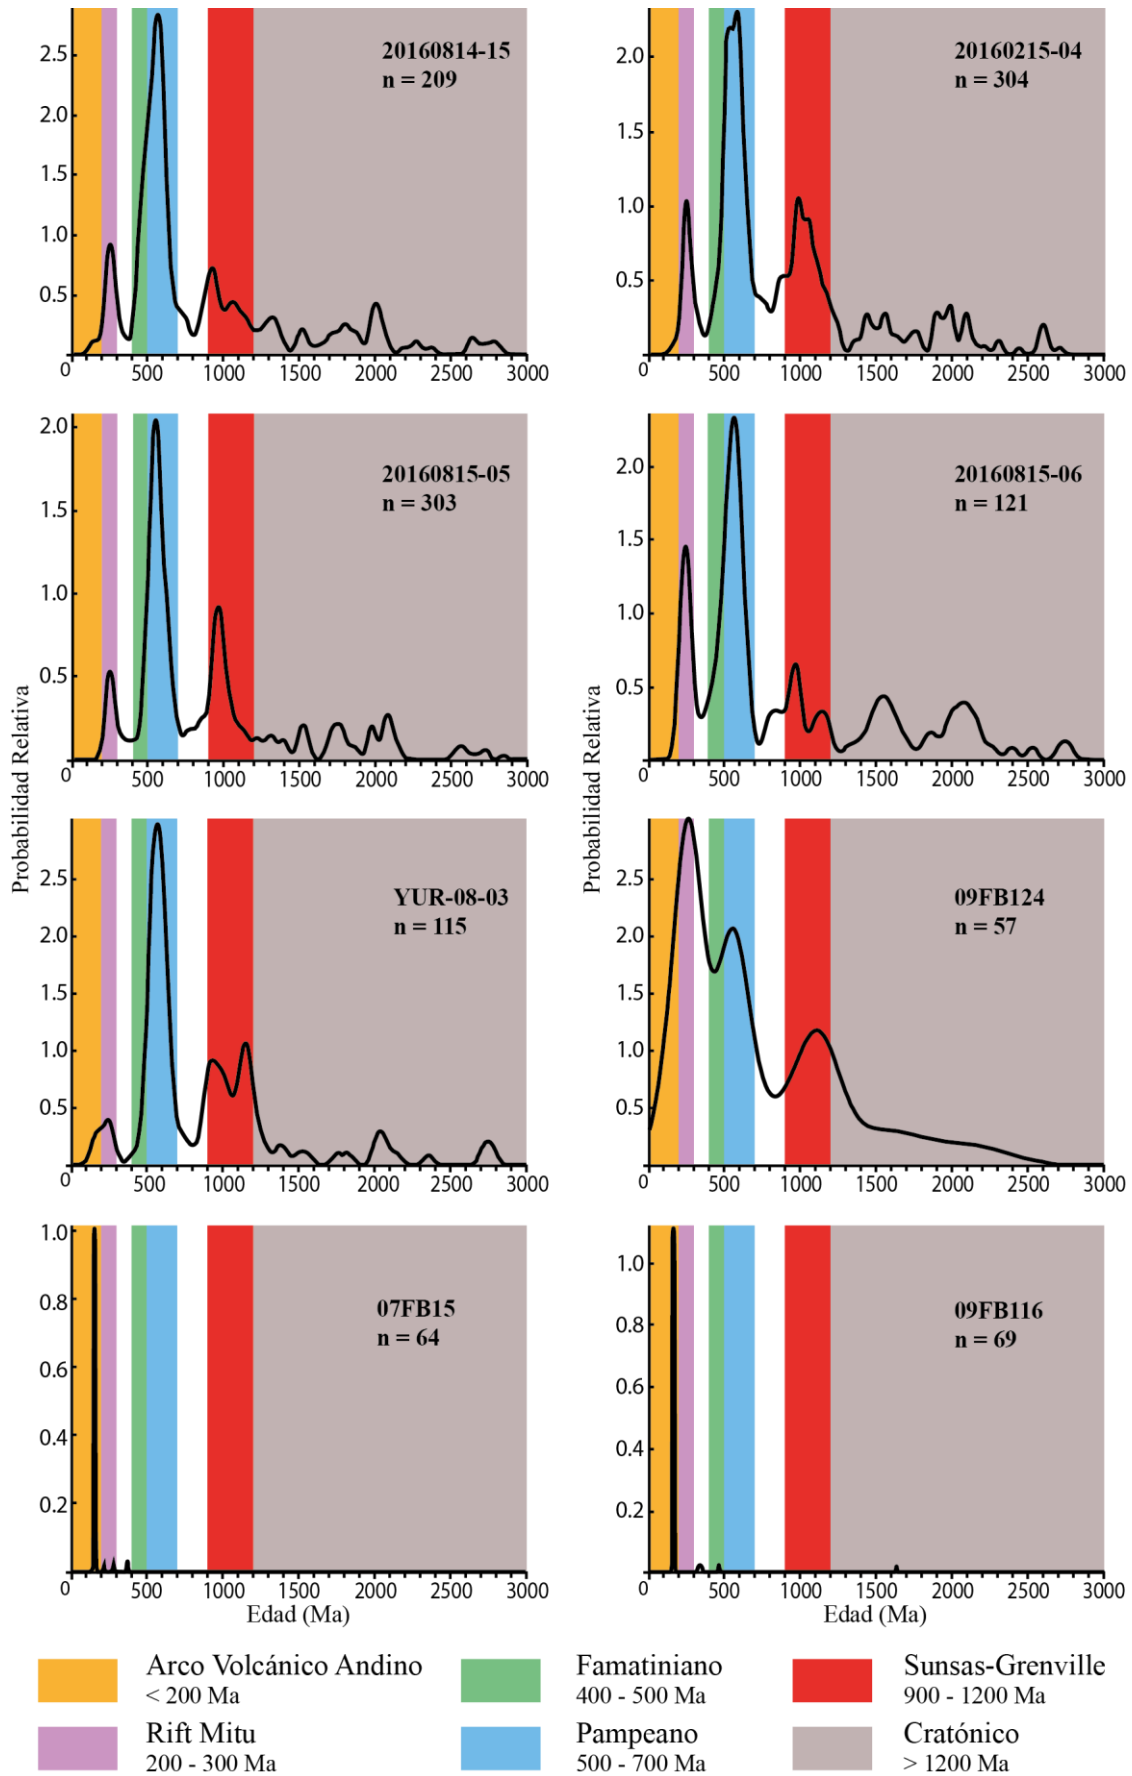 20160814-15
n = 209
2.5
2.0
1.5
1.0
0.5
0 500 1000 1500 2000 2500 3000
20160215-04
n = 304
2.0
1.5
1.0
0.5
0 500 1000 1500 2000 2500 3000
20160815-05
n = 303
2.0
1.5
1.0
0.5
0 500 1000 1500 2000 2500 3000
20160815-06
n = 121
2.0
1.5
1.0
0.5
0 500 1000 1500 2000 2500 3000
Probabilidad Relativa
Probabilidad Relativa
YUR-08-03
n = 115
2.5
2.0
1.5
1.0
0.5
0 500 1000 1500 2000 2500 3000
09FB124
n = 57
2.5
2.0
1.5
1.0
0.5
0 500 1000 1500 2000 2500 3000
07FB15
n = 64
1.0
0.8
0.6
0.4
0.2
0 500 1000 1500 2000 2500 3000
Edad (Ma)
09FB116
n = 69
1.0
0.8
0.6
0.4
0.2
0 500 1000 1500 2000 2500 3000
Edad (Ma)
Arco Volcánico Andino
< 200 Ma
Rift Mitu
200 - 300 Ma
Famatiniano
400 - 500 Ma
Pampeano
500 - 700 Ma
Sunsas-Grenville
900 - 1200 Ma
Cratónico
> 1200 Ma